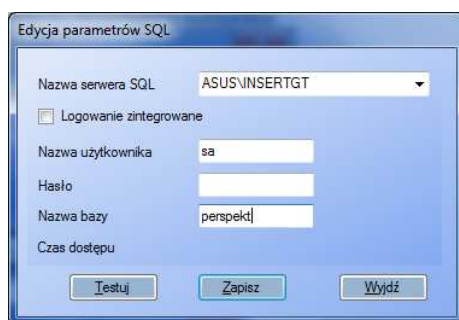 Edycja parametrów SQL
Nazwa serwera SQL ASUS\INSERTGT
Logowanie zintegrowane
Nazwa użytkownika sa
Hasło
Nazwa bazy perspekt
Czas dostępu
Testuj Zapisz Wyjdź